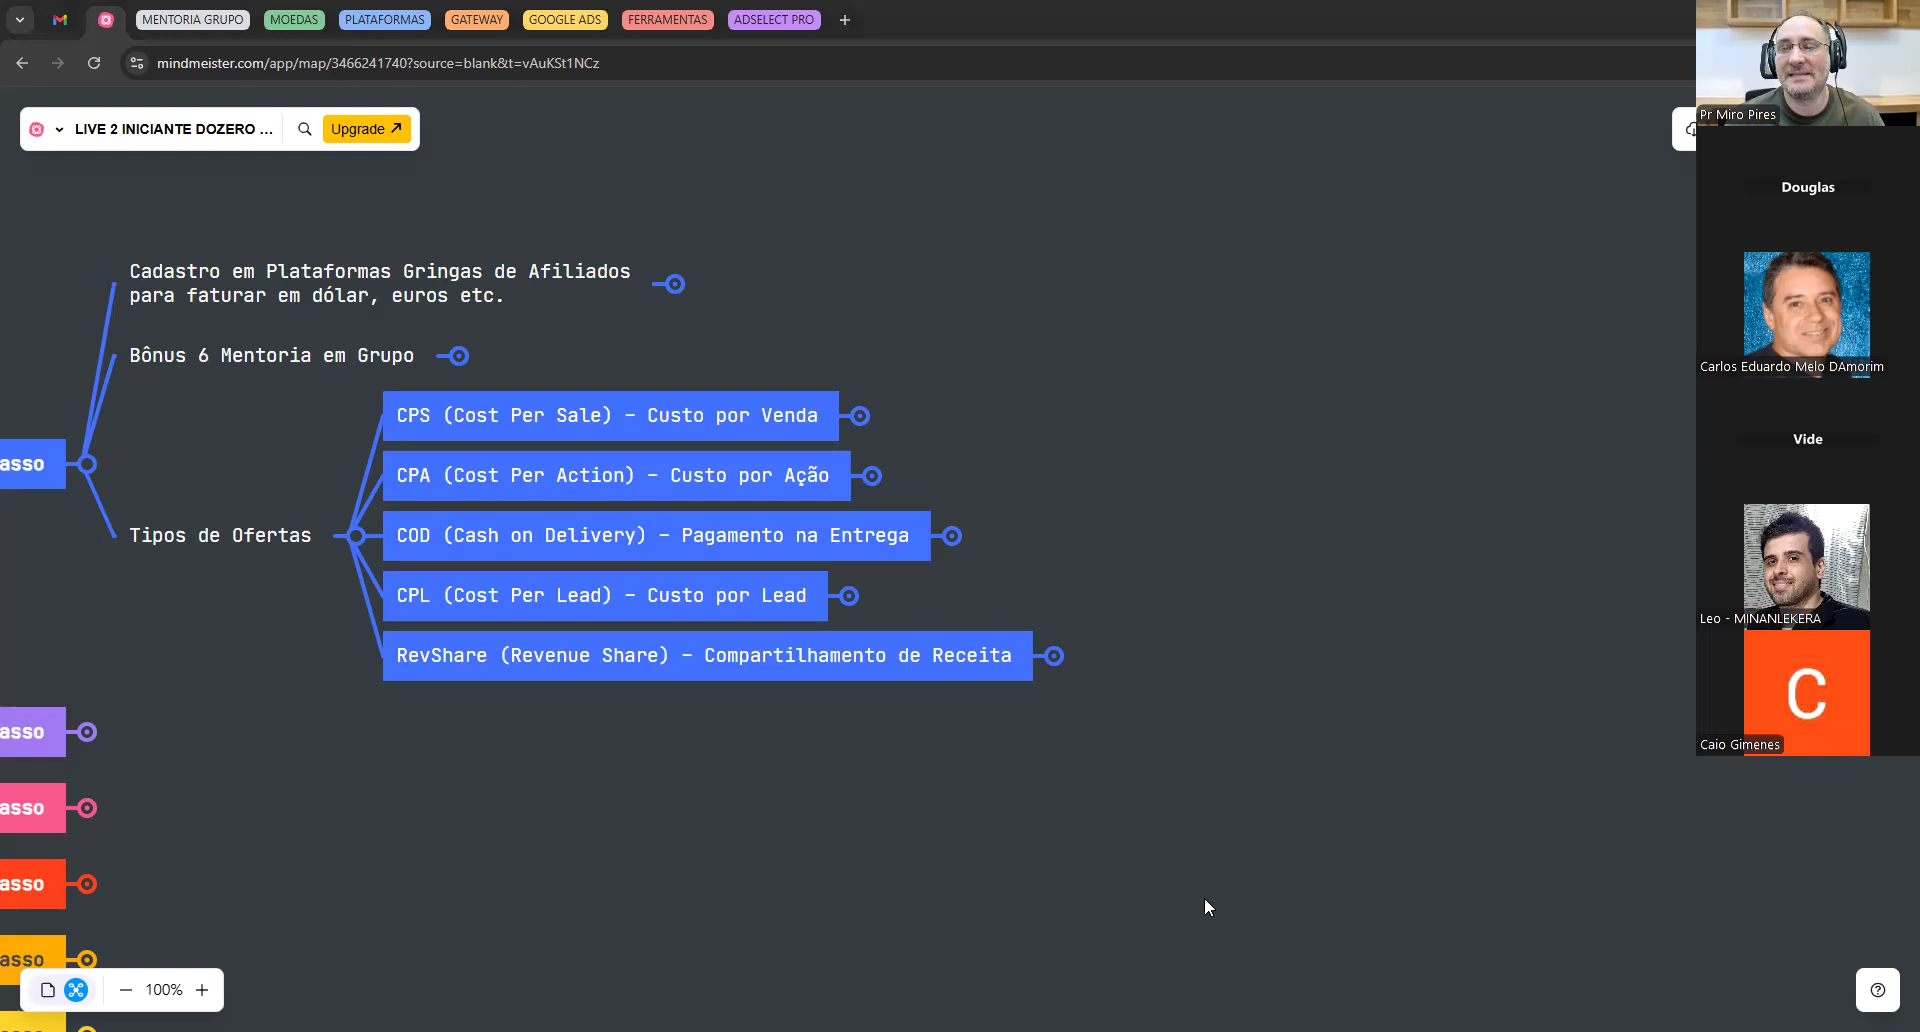 MENTORIA GRUPO
MOEDAS
PLATAFORMAS
GATEWAY
GOOGLE ADS
FERRAMENTAS
ADSELECT PRO
mindmeister.com/app/map/3466241740?source=blank&t=vAuKSt1NCz
LIVE 2 INICIANTE DOZERO ...
Upgrade
Cadastro em Plataformas Gringas de Afiliados
para faturar em dólar, euros etc.
Bônus 6 Mentoria em Grupo
CPS (Cost Per Sale) - Custo por Venda
CPA (Cost Per Action) - Custo por Ação
asso
Tipos de Ofertas
COD (Cash on Delivery) - Pagamento na Entrega
CPL (Cost Per Lead) - Custo por Lead
RevShare (Revenue Share) - Compartilhamento de Receita
asso
asso
asso
asso
100%
Pr Miro Pires
Douglas
Carlos Eduardo Melo DAmorim
Vide
Leo - MINANLEKERA
C
Caio Gimenes